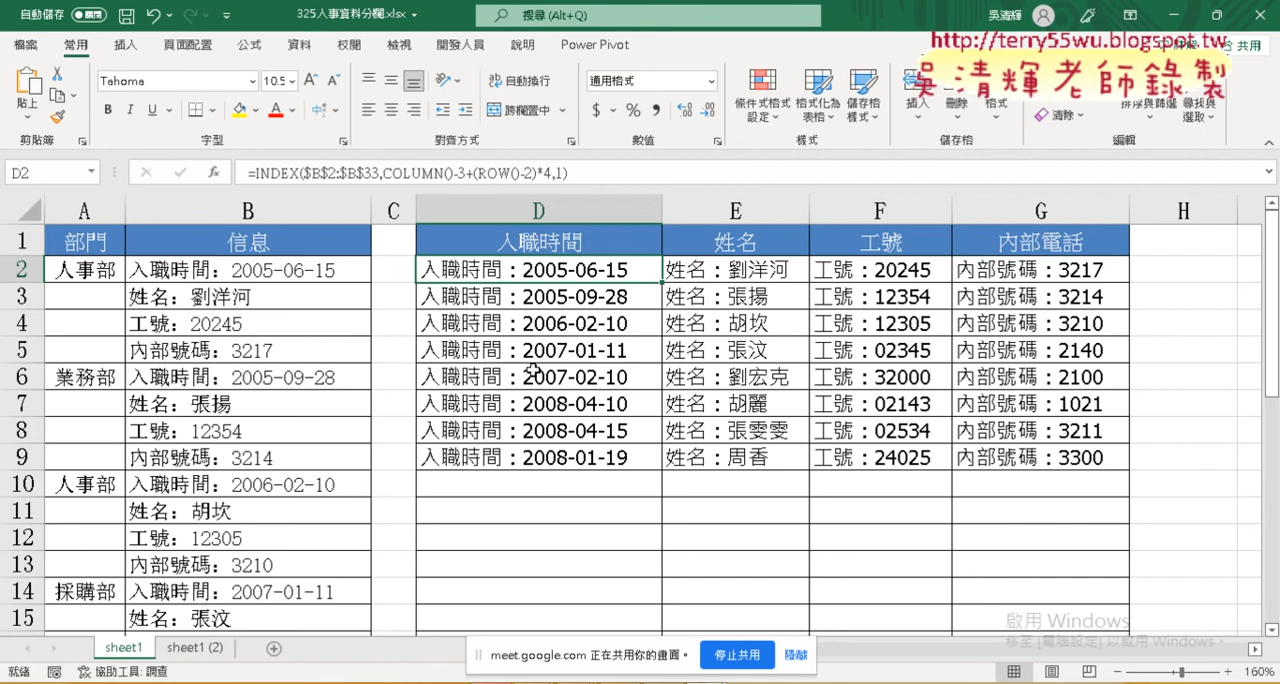 自動儲存 關閉 325人事資料分欄.xlsx 搜尋 (Alt+Q) 吳清輝
檔案 常用 插入 頁面配置 公式 資料 校閱 檢視 開發人員 說明 Power Pivot 共用
http://terry55wu.blogspot.tw
吳清輝老師錄製
貼上 Tahoma 10.5 自動換行 通用格式
B I U 跨欄置中 $ % 條件式格式設定 格式化為表格 儲存格樣式 插入 刪除 格式 清除 排序與篩選 尋找與選取
剪貼簿 字型 對齊方式 數值 樣式 儲存格 編輯
D2 fx =INDEX($B$2:$B$33,COLUMN()-3+(ROW()-2)*4,1)
A B C D E F G H
1 部門 信息 入職時間 姓名 工號 內部電話
2 人事部 入職時間: 2005-06-15 入職時間：2005-06-15 姓名：劉洋河 工號：20245 內部號碼：3217
3 姓名: 劉洋河 入職時間：2005-09-28 姓名：張揚 工號：12354 內部號碼：3214
4 工號: 20245 入職時間：2006-02-10 姓名：胡坎 工號：12305 內部號碼：3210
5 內部號碼: 3217 入職時間：2007-01-11 姓名：張汶 工號：02345 內部號碼：2140
6 業務部 入職時間: 2005-09-28 入職時間：2007-02-10 姓名：劉宏克 工號：32000 內部號碼：2100
7 姓名: 張揚 入職時間：2008-04-10 姓名：胡麗 工號：02143 內部號碼：1021
8 工號: 12354 入職時間：2008-04-15 姓名：張雯雯 工號：02534 內部號碼：3211
9 內部號碼: 3214 入職時間：2008-01-19 姓名：周香 工號：24025 內部號碼：3300
10 人事部 入職時間: 2006-02-10
11 姓名: 胡坎
12 工號: 12305
13 內部號碼: 3210
14 採購部 入職時間: 2007-01-11
15 姓名: 張汶
啟用 Windows
移至 [電腦設定] 以啟用 Windows。
sheet1 sheet1 (2)
meet.google.com 正在共用你的畫面。 停止共用 隱藏
就緒 協助工具: 調查 160%